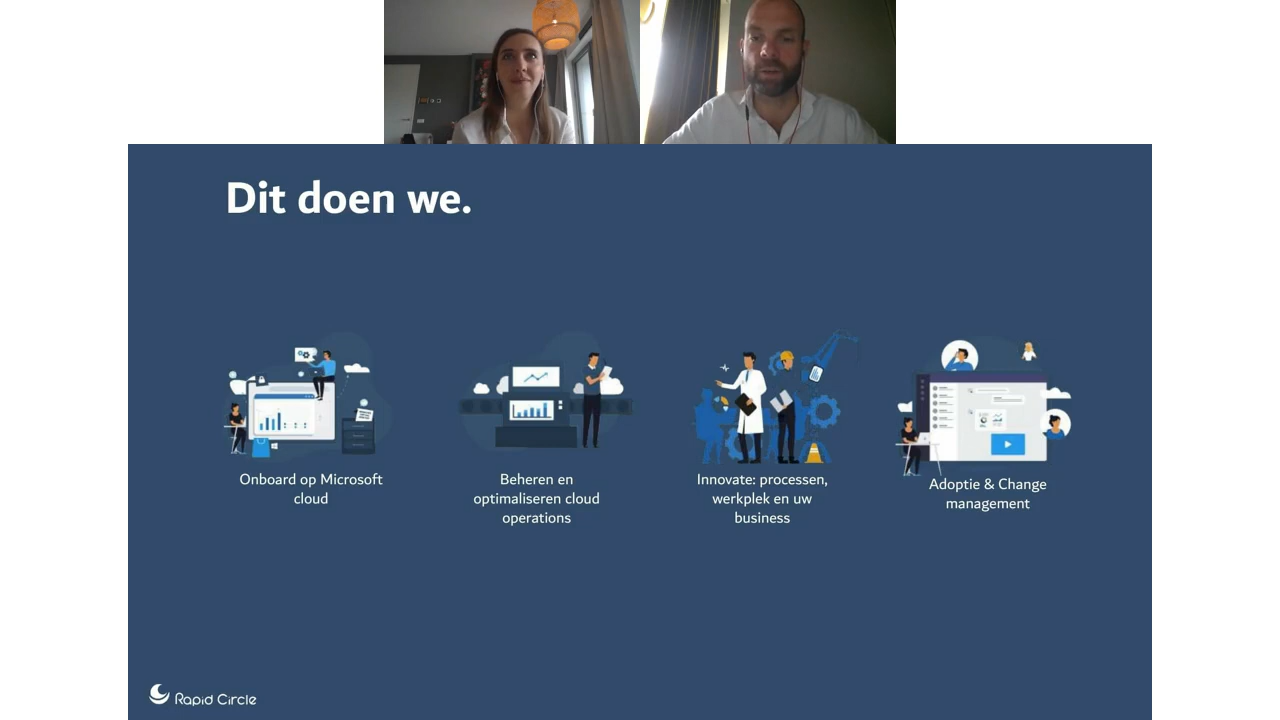 Dit doen we.
Onboard op Microsoft
cloud
Beheren en
optimaliseren cloud
operations
Innovate: processen,
werkplek en uw
business
Adoptie & Change
management
Rapid Circle